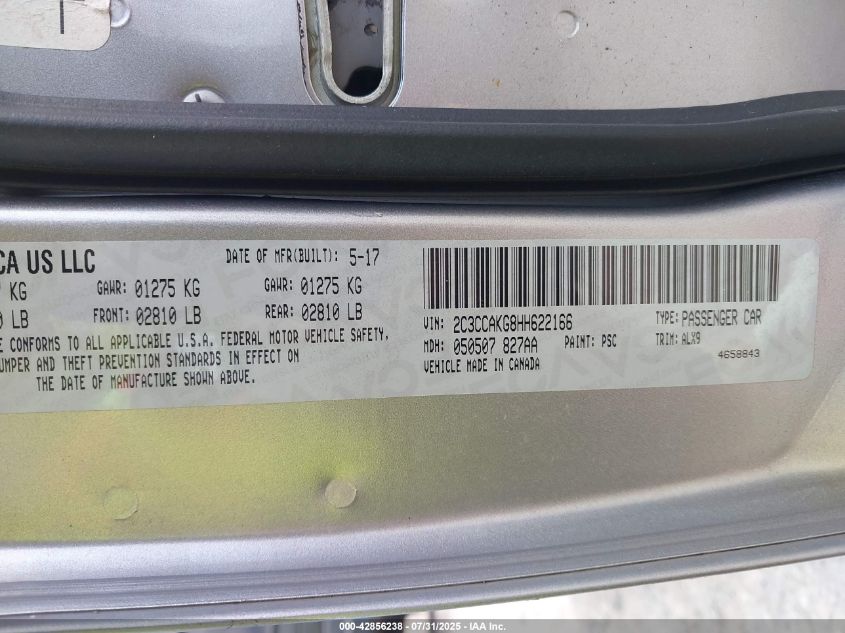 CA US LLC
DATE OF MFR(BUILT): 5-17
KG GAWR: 01275 KG GAWR: 01275 KG
LB FRONT: 02810 LB REAR: 02810 LB
CONFORMS TO ALL APPLICABLE U.S.A. FEDERAL MOTOR VEHICLE SAFETY,
UMPER AND THEFT PREVENTION STANDARDS IN EFFECT ON
THE DATE OF MANUFACTURE SHOWN ABOVE.
VIN: 2C3CCAKG8HH622166 TYPE: PASSENGER CAR
MDH: 050507 827AA PAINT: PSC TRIM: ALX9
VEHICLE MADE IN CANADA 4658843
000-42856238 - 07/31/2025 - IAA Inc.